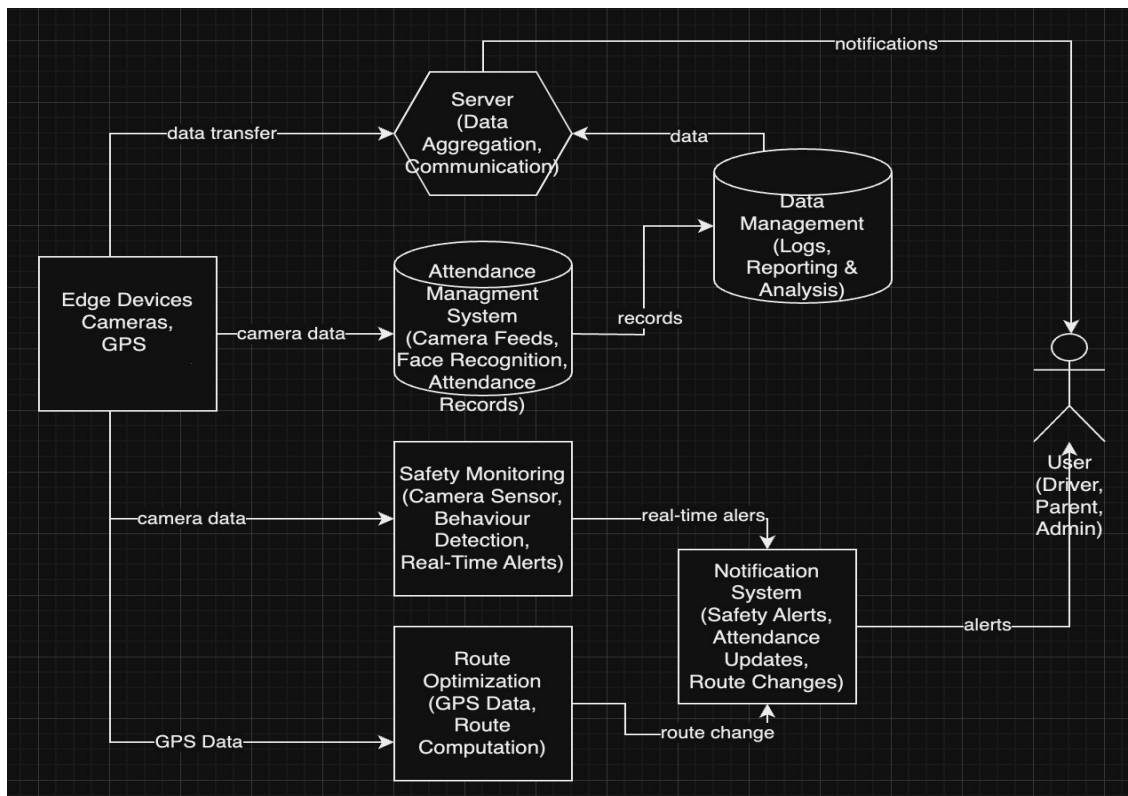 notifications
Server
(Data
Aggregation,
Communication)
data transfer
data
Data
Management
(Logs,
Reporting &
Analysis)
Edge Devices
Cameras,
GPS
camera data
Attendance
Managment
System
(Camera Feeds,
Face Recognition,
Attendance
Records)
records
User
(Driver,
Parent,
Admin)
camera data
Safety Monitoring
(Camera Sensor,
Behaviour
Detection,
Real-Time Alerts)
real-time alers
Notification
System
(Safety Alerts,
Attendance
Updates,
Route Changes)
alerts
GPS Data
Route
Optimization
(GPS Data,
Route
Computation)
route change